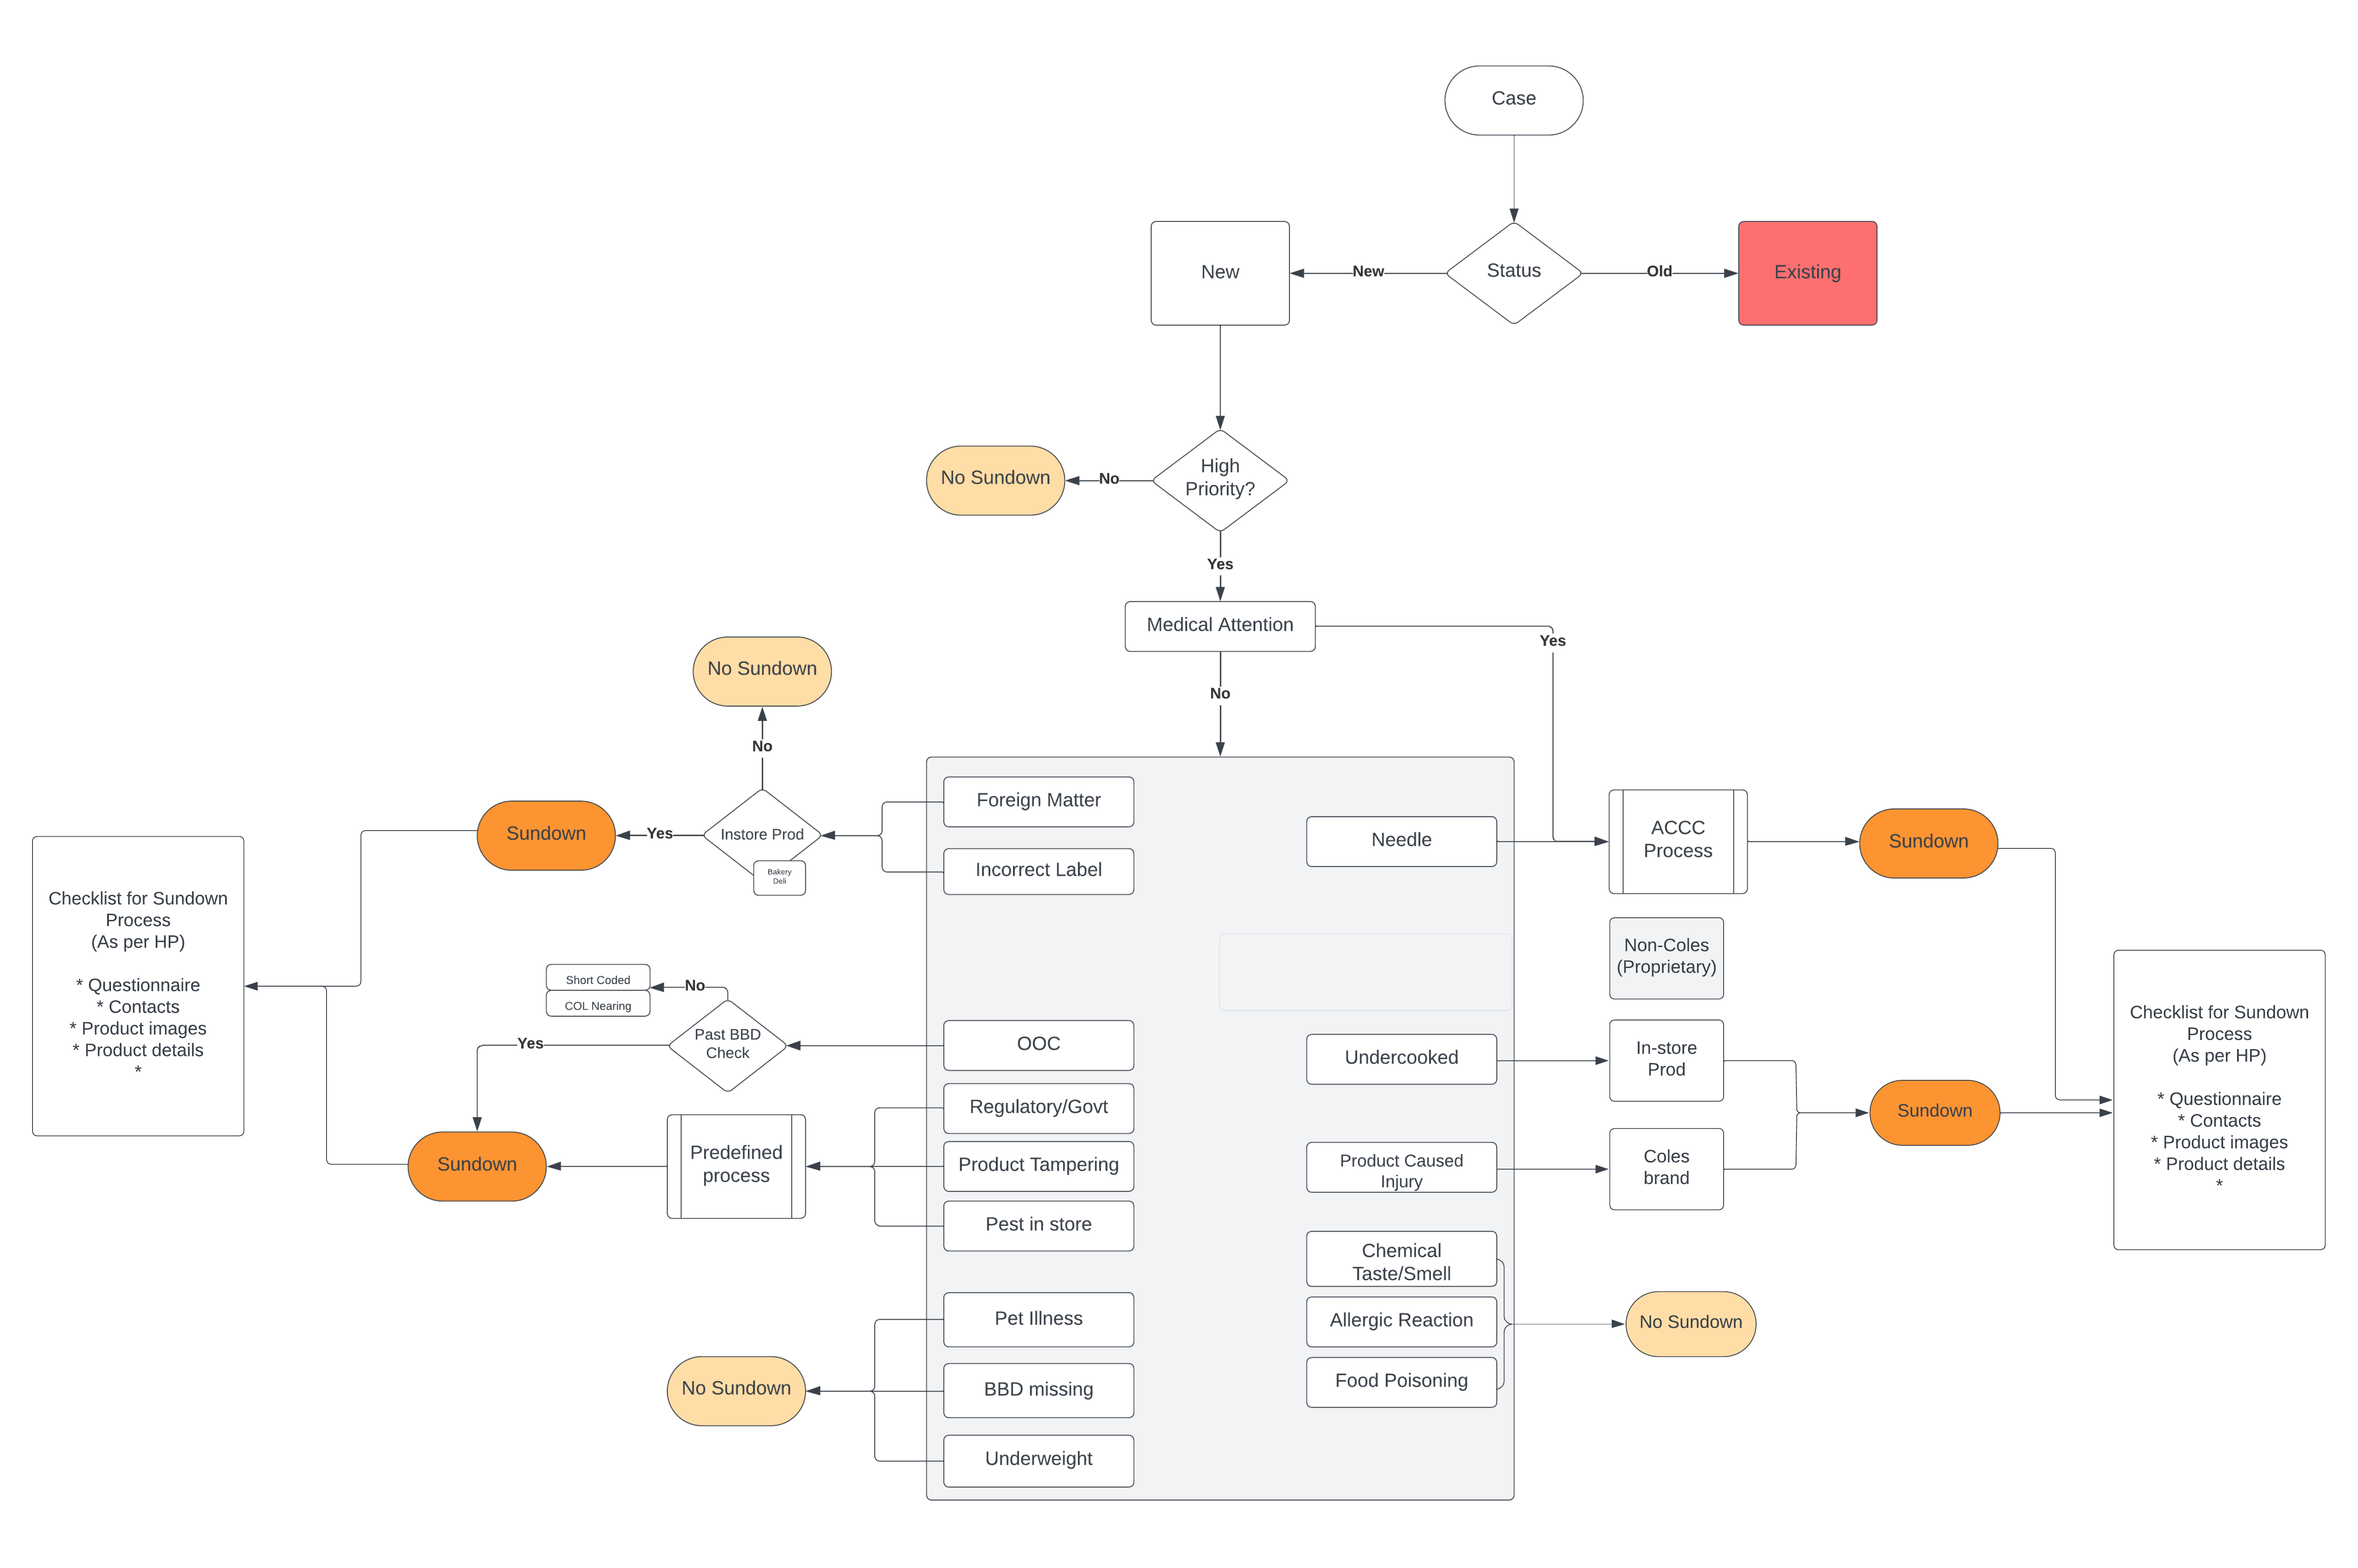 Case
New
New
Status
Old
Existing
No Sundown
No
High
Priority?
Yes
Medical Attention
Yes
No
No Sundown
No
Sundown
Yes
Instore Prod
Bakery
Deli
Foreign Matter
Incorrect Label
Needle
ACCC
Process
Sundown
Checklist for Sundown
Process
(As per HP)
* Questionnaire
* Contacts
* Product images
* Product details
*
Short Coded
COL Nearing
No
Past BBD
Check
Yes
OOC
Undercooked
Non-Coles
(Proprietary)
In-store
Prod
Sundown
Predefined
process
Regulatory/Govt
Product Tampering
Pest in store
Product Caused
Injury
Coles
brand
Sundown
Checklist for Sundown
Process
(As per HP)
* Questionnaire
* Contacts
* Product images
* Product details
*
Chemical
Taste/Smell
Allergic Reaction
Food Poisoning
No Sundown
No Sundown
Pet Illness
BBD missing
Underweight